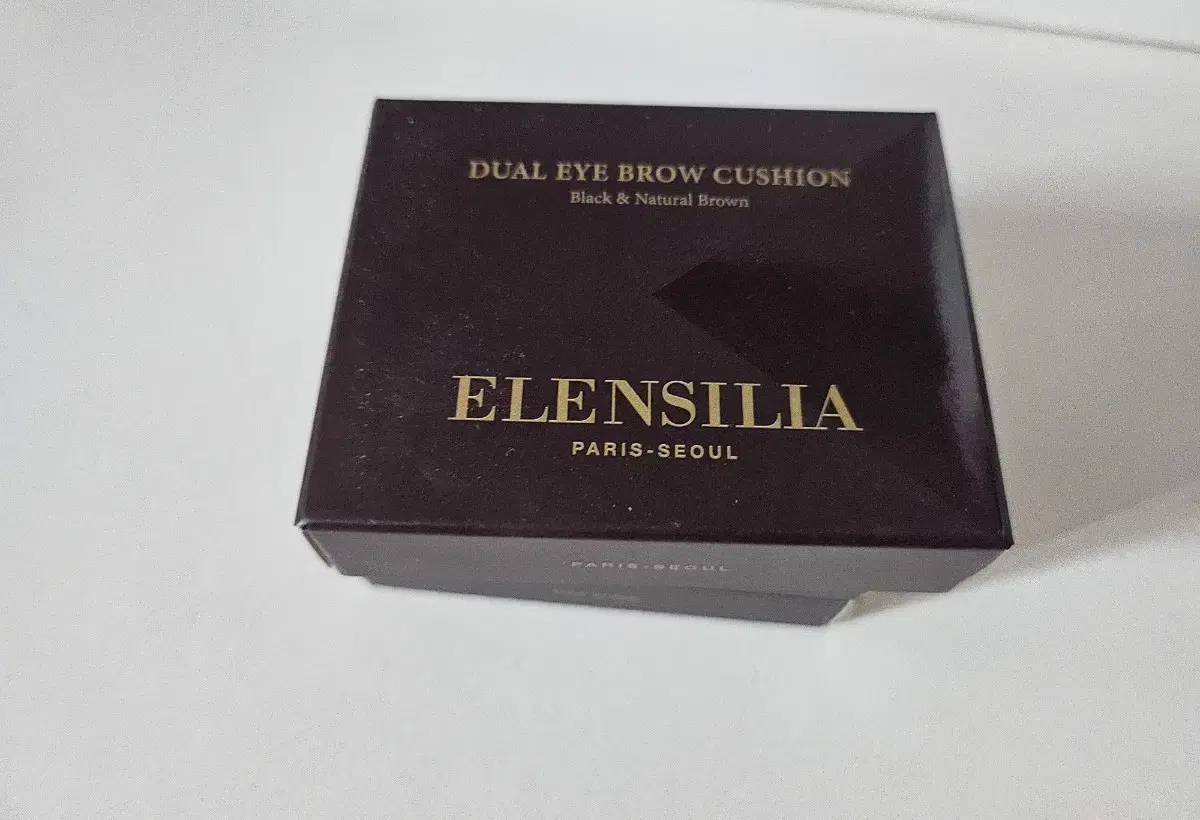 DUAL EYE BROW CUSHION
Black & Natural Brown
ELENSILIA
PARIS-SEOUL
PARIS-SEOUL